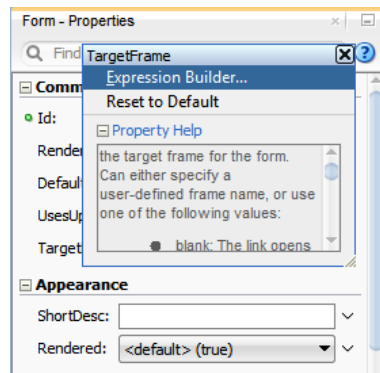 Form - Properties
Find
TargetFrame
Expression Builder...
Reset to Default
Property Help
the target frame for the form.
Can either specify a
user-defined frame name, or use
one of the following values:
blank: The link opens
Comm
Id:
Render
Default
UsesUp
Target
Appearance
ShortDesc:
Rendered: <default> (true)